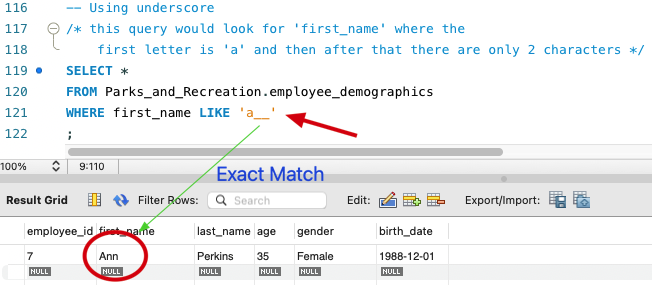 116 -- Using underscore
117 /* this query would look for 'first_name' where the
118 first letter is 'a' and then after that there are only 2 characters */
119 SELECT *
120 FROM Parks_and_Recreation.employee_demographics
121 WHERE first_name LIKE 'a__'
122 ;
100% 9:110
Exact Match
Result Grid Filter Rows: Search Edit: Export/Import:
employee_id first_name last_name age gender birth_date
7 Ann Perkins 35 Female 1988-12-01
NULL NULL NULL NULL NULL NULL